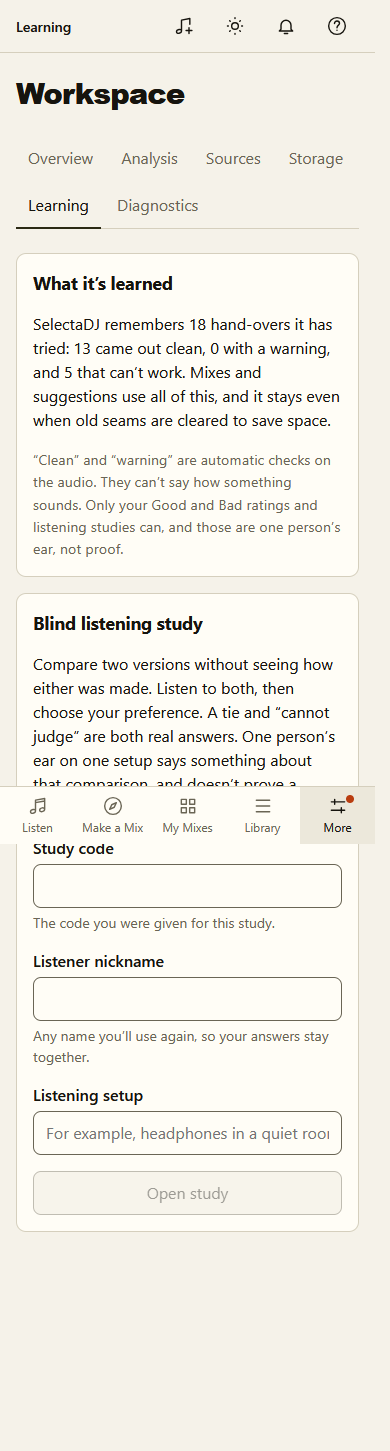 Learning
Workspace
Overview Analysis Sources Storage
Learning Diagnostics
What it’s learned
SelectaDJ remembers 18 hand-overs it has
tried: 13 came out clean, 0 with a warning,
and 5 that can’t work. Mixes and
suggestions use all of this, and it stays even
when old seams are cleared to save space.
“Clean” and “warning” are automatic checks on
the audio. They can’t say how something
sounds. Only your Good and Bad ratings and
listening studies can, and those are one person’s
ear, not proof.
Blind listening study
Compare two versions without seeing how
either was made. Listen to both, then
choose your preference. A tie and “cannot
judge” are both real answers. One person’s
ear on one setup says something about
that comparison, and doesn’t prove a
Listen Make a Mix My Mixes Library More
Study code
The code you were given for this study.
Listener nickname
Any name you’ll use again, so your answers stay
together.
Listening setup
For example, headphones in a quiet
Open study